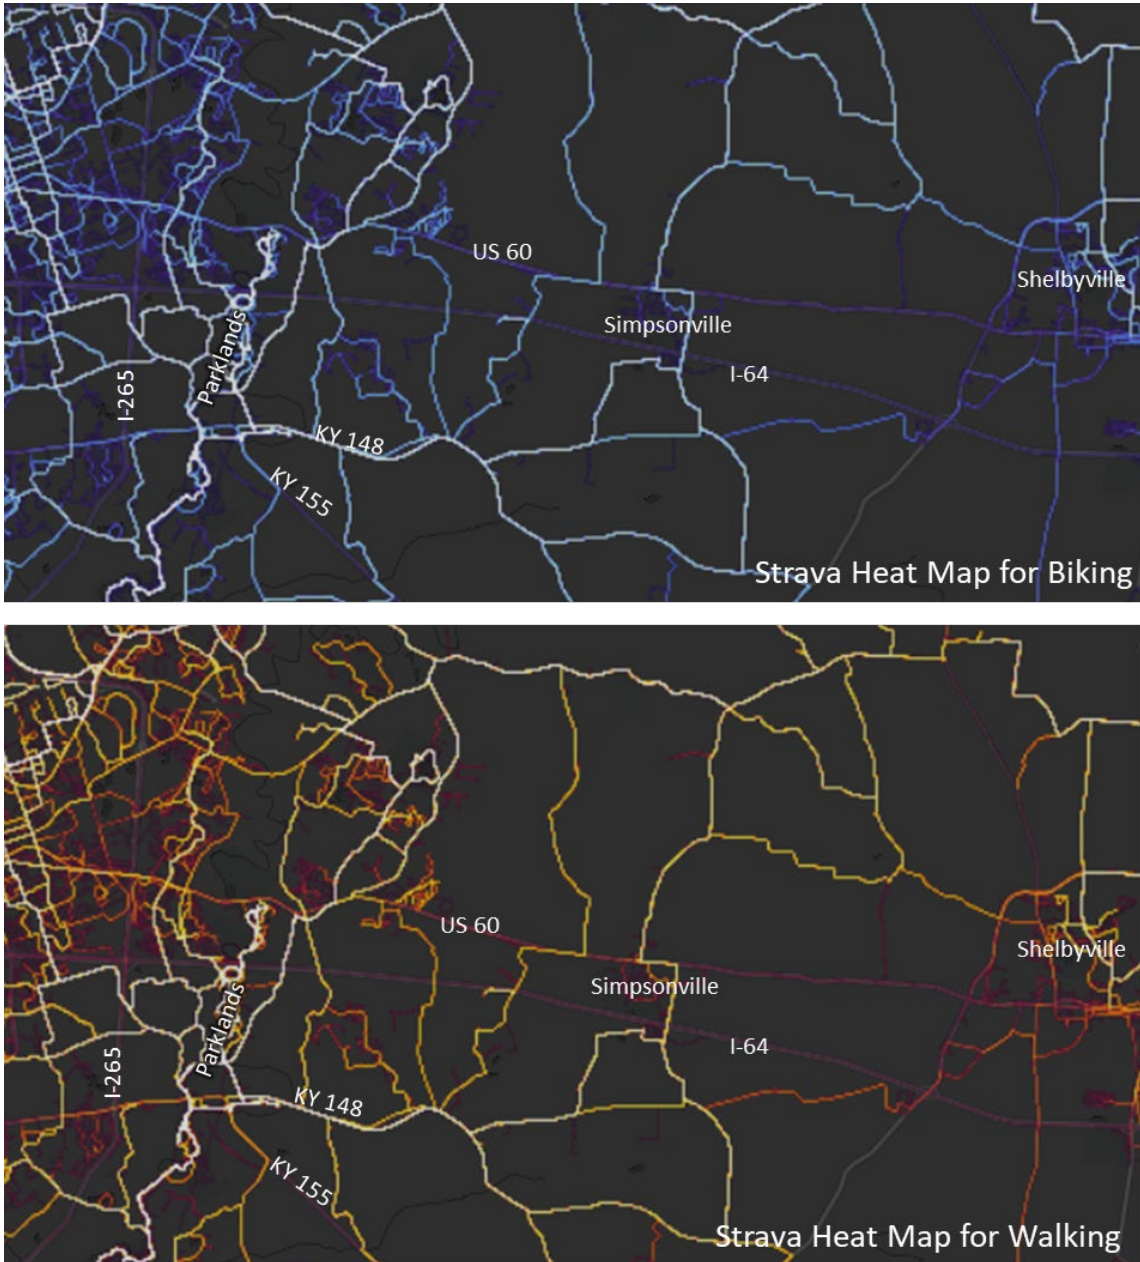 US 60
Shelbyville
Simpsonville
Parklands
I-64
I-265
KY 148
KY 155
Strava Heat Map for Biking
US 60
Shelbyville
Simpsonville
Parklands
I-64
I-265
KY 148
KY 155
Strava Heat Map for Walking